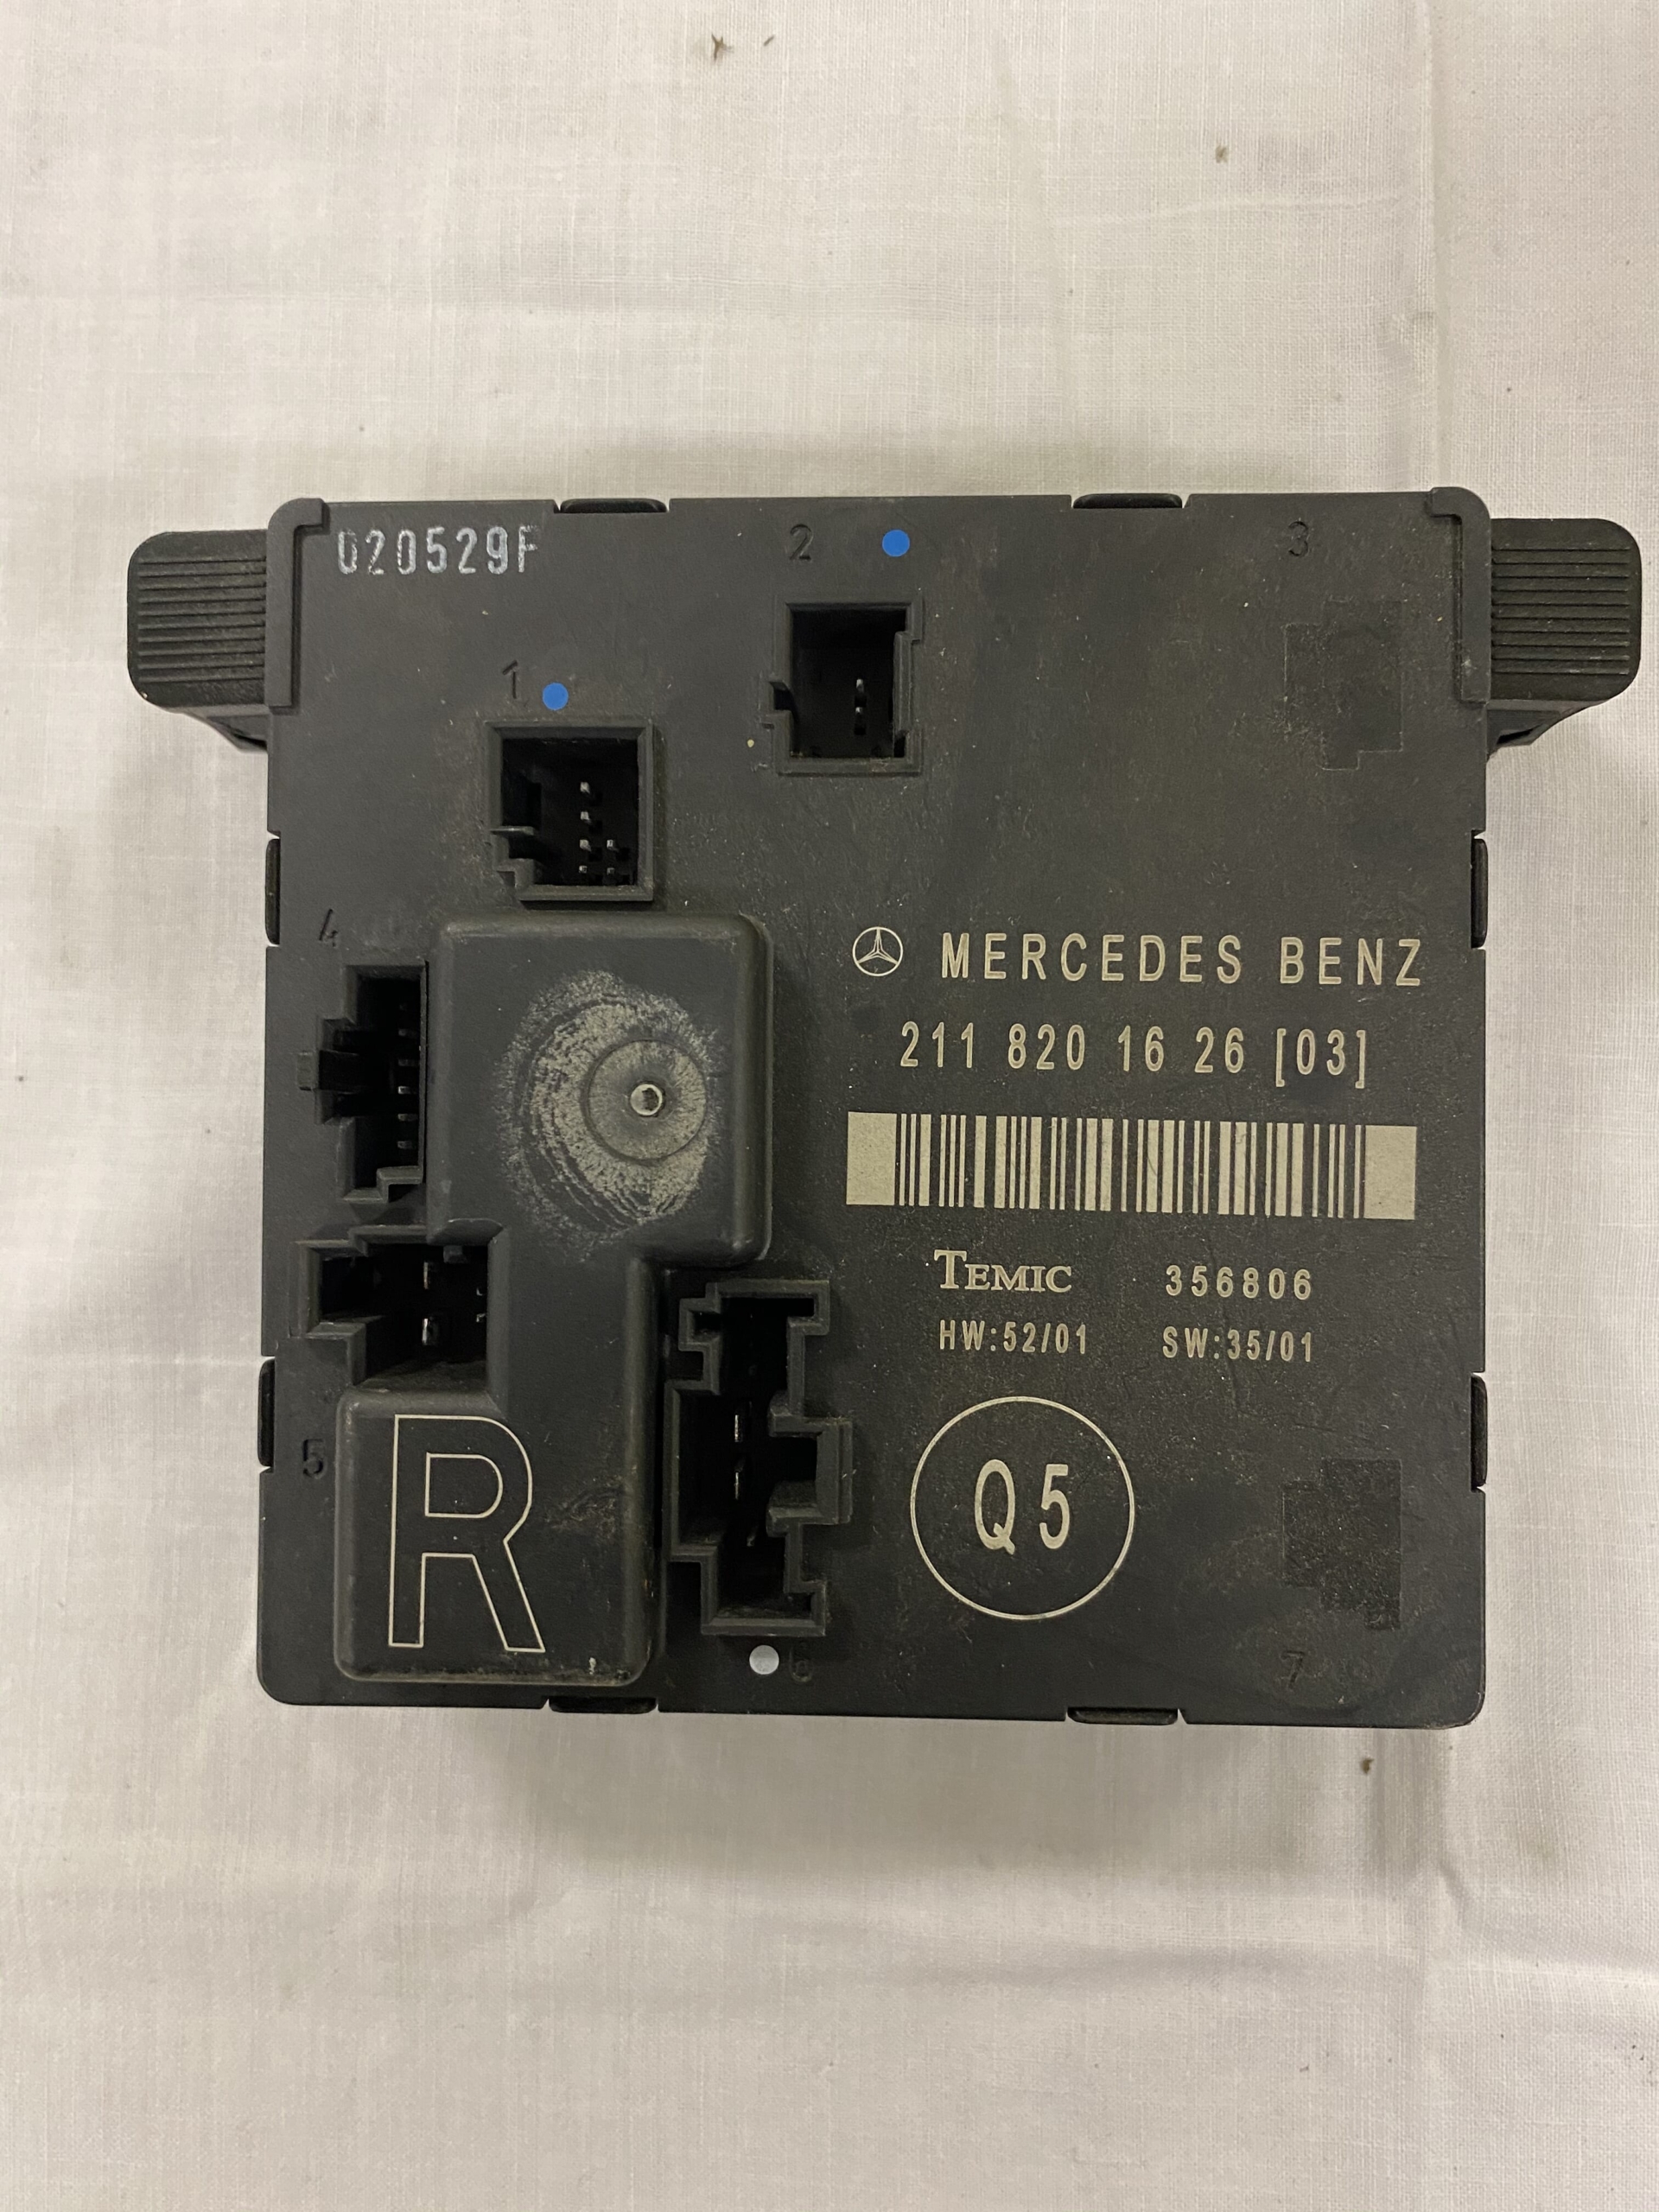 020529F
2
3
1
4
MERCEDES BENZ
211 820 16 26 [03]
TEMIC 356806
HW:52/01 SW:35/01
5
R
Q5
6
7